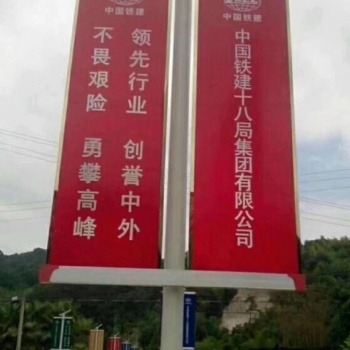 中国铁建
不畏艰险 勇攀高峰
领先行业 创誉中外
中国铁建
中国铁建十八局集团有限公司